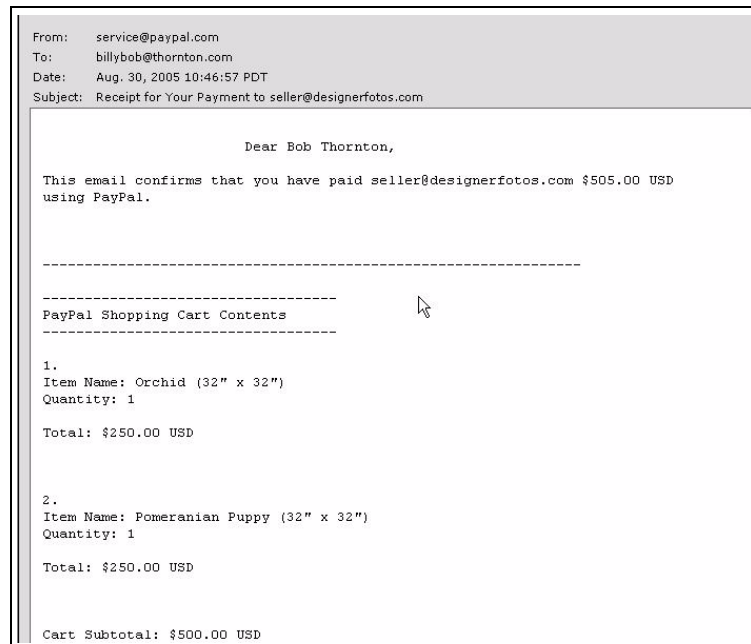 From: service@paypal.com
To: billybob@thornton.com
Date: Aug. 30, 2005 10:46:57 PDT
Subject: Receipt for Your Payment to seller@designerfotos.com
Dear Bob Thornton,
This email confirms that you have paid seller@designerfotos.com $505.00 USD
using PayPal.
----------------------------------------------------------------
-----------------------------------
PayPal Shopping Cart Contents
-----------------------------------
1.
Item Name: Orchid (32" x 32")
Quantity: 1
Total: $250.00 USD
2.
Item Name: Pomeranian Puppy (32" x 32")
Quantity: 1
Total: $250.00 USD
Cart Subtotal: $500.00 USD